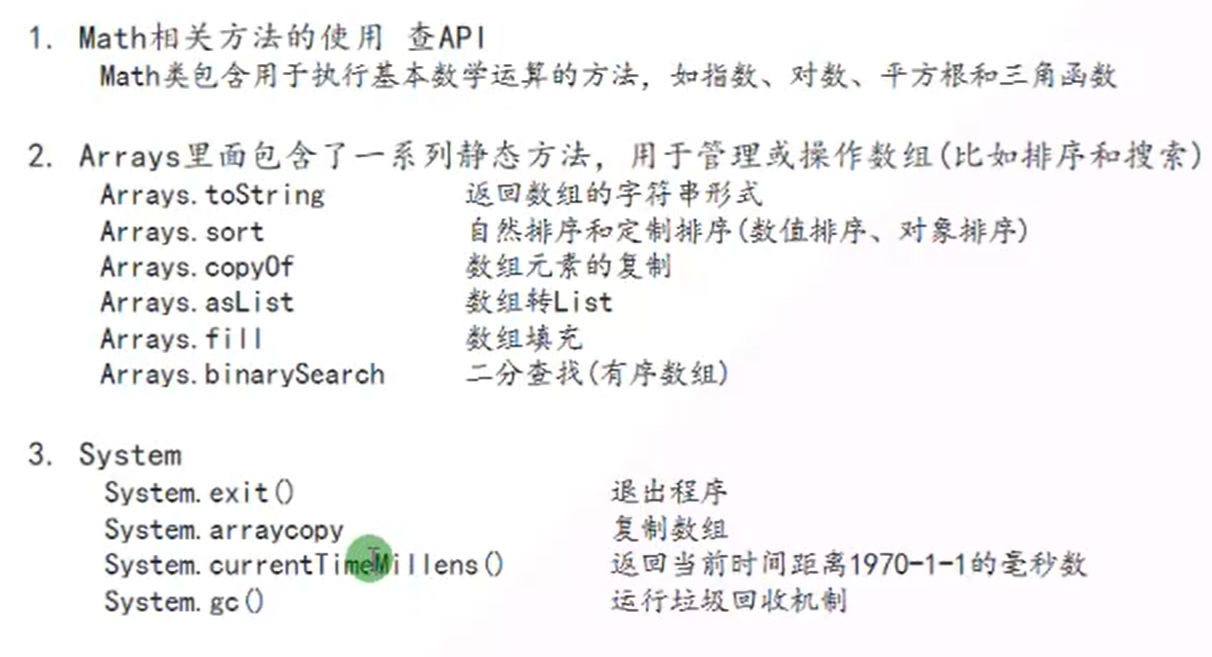 1. Math相关方法的使用 查API
Math类包含用于执行基本数学运算的方法，如指数、对数、平方根和三角函数
2. Arrays里面包含了一系列静态方法，用于管理或操作数组(比如排序和搜索)
Arrays.toString 返回数组的字符串形式
Arrays.sort 自然排序和定制排序(数值排序、对象排序)
Arrays.copyOf 数组元素的复制
Arrays.asList 数组转List
Arrays.fill 数组填充
Arrays.binarySearch 二分查找(有序数组)
3. System
System.exit() 退出程序
System.arraycopy 复制数组
System.currentTimeMillens() 返回当前时间距离1970-1-1的毫秒数
System.gc() 运行垃圾回收机制